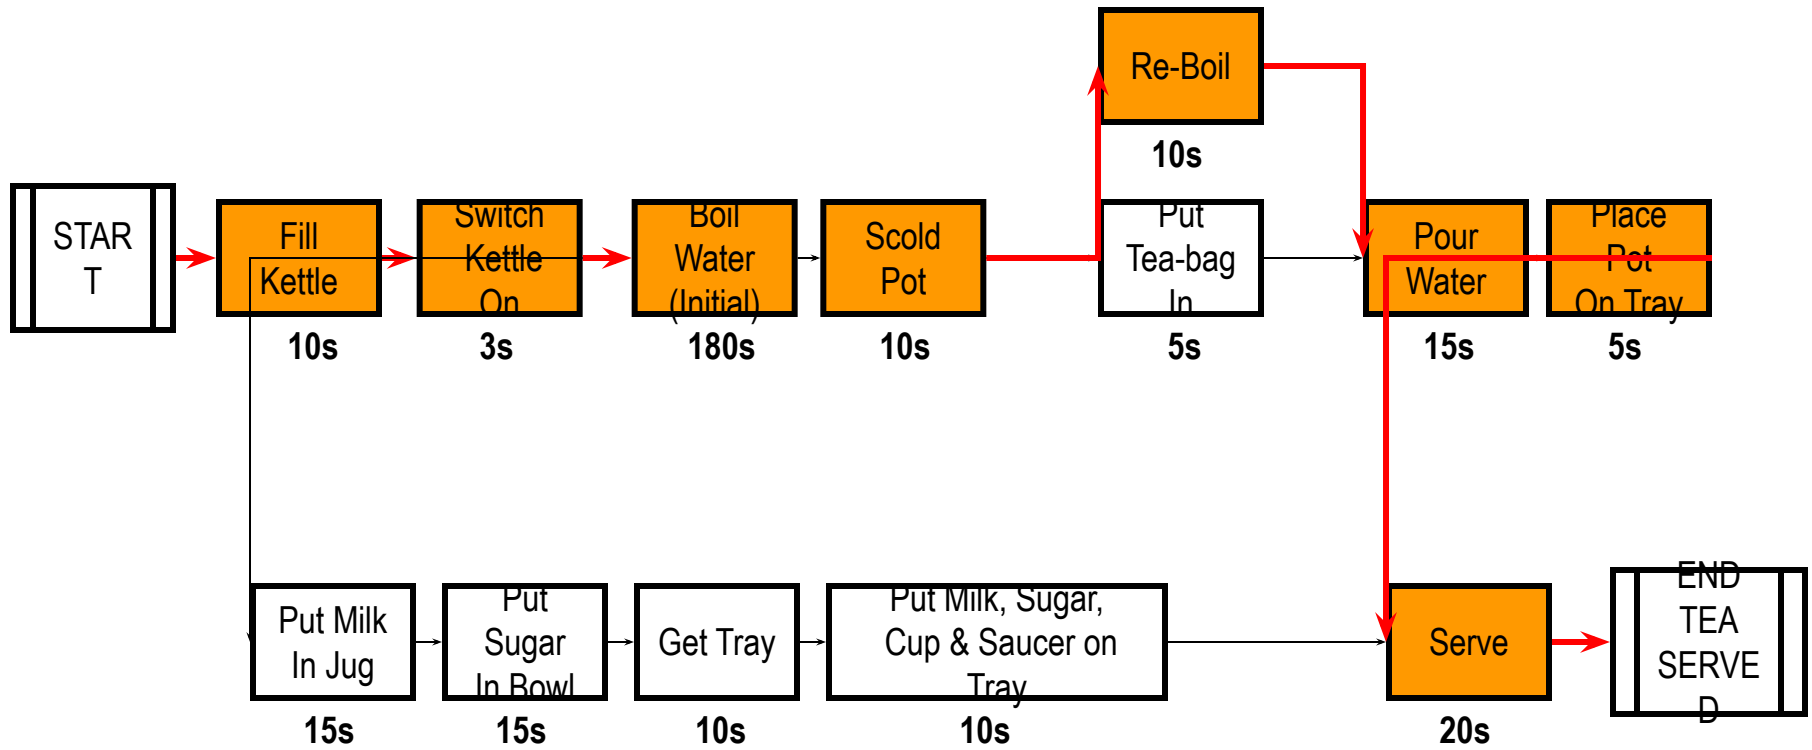 Re-Boil
10s
STAR
T
Fill
Kettle
10s
Switch
Kettle
On
3s
Boil
Water
(Initial)
180s
Scold
Pot
10s
Put
Tea-bag
In
5s
Pour
Water
15s
Place
Pot
On Tray
5s
Put Milk
In Jug
15s
Put
Sugar
In Bowl
15s
Get Tray
10s
Put Milk, Sugar,
Cup & Saucer on
Tray
10s
Serve
20s
END
TEA
SERVE
D